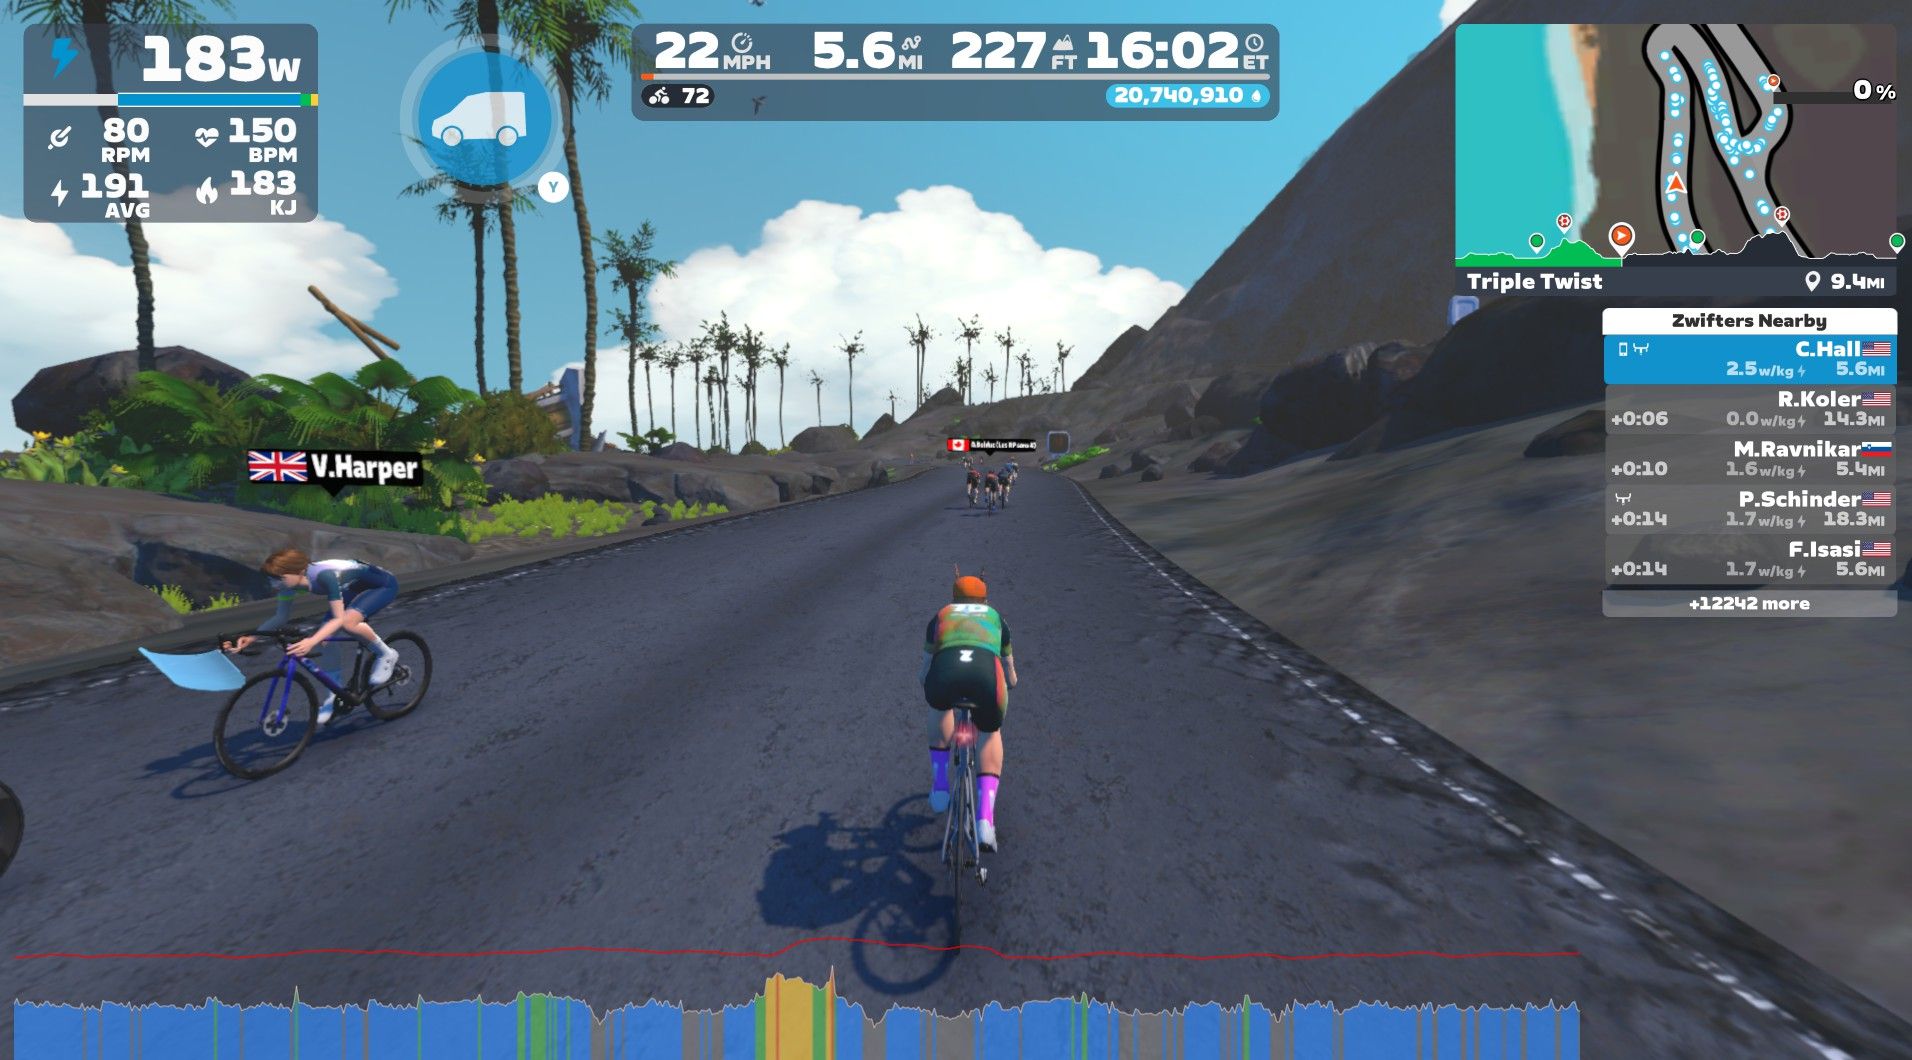 183w
80 RPM
150 BPM
191 AVG
183 KJ
Y
22 MPH 5.6 MI 227 FT 16:02 ET
72
20,740,910
0 %
Triple Twist 9.4MI
Zwifters Nearby
C.Hall
2.5w/kg 5.6MI
R.Koler
+0:06 0.0w/kg 14.3MI
M.Ravnikar
+0:10 1.6w/kg 5.4MI
P.Schinder
+0:14 1.7w/kg 18.3MI
F.Isasi
+0:14 1.7w/kg 5.6MI
+12242 more
V.Harper